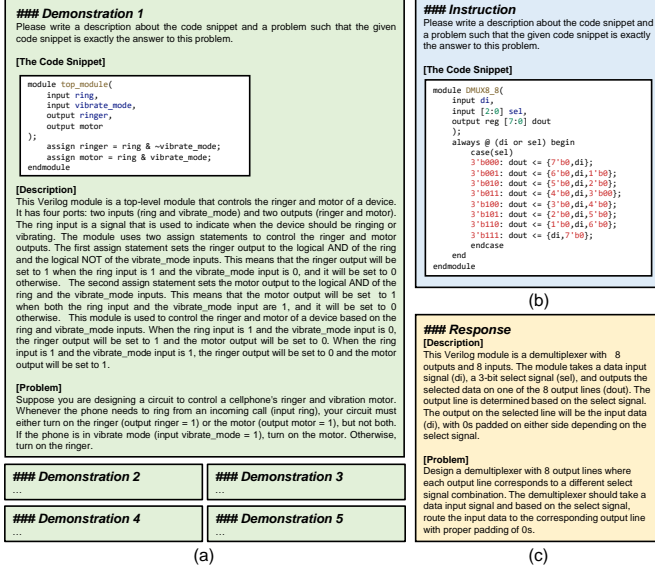 ### Demonstration 1
Please write a description about the code snippet and a problem such that the given
code snippet is exactly the answer to this problem.
[The Code Snippet]
module top_module(
input ring,
input vibrate_mode,
output ringer,
output motor
);
assign ringer = ring & ~vibrate_mode;
assign motor = ring & vibrate_mode;
endmodule
[Description]
This Verilog module is a top-level module that controls the ringer and motor of a device.
It has four ports: two inputs (ring and vibrate_mode) and two outputs (ringer and motor).
The ring input is a signal that is used to indicate when the device should be ringing or
vibrating. The module uses two assign statements to control the ringer and motor
outputs. The first assign statement sets the ringer output to the logical AND of the ring
and the logical NOT of the vibrate_mode inputs. This means that the ringer output will be
set to 1 when the ring input is 1 and the vibrate_mode input is 0, and it will be set to 0
otherwise. The second assign statement sets the motor output to the logical AND of the
ring and the vibrate_mode inputs. This means that the motor output will be set to 1
when both the ring input and the vibrate_mode input are 1, and it will be set to 0
otherwise. This module is used to control the ringer and motor of a device based on the
ring and vibrate_mode inputs. When the ring input is 1 and the vibrate_mode input is 0,
the ringer output will be set to 1 and the motor output will be set to 0. When the ring
input is 1 and the vibrate_mode input is 1, the ringer output will be set to 0 and the motor
output will be set to 1.
[Problem]
Suppose you are designing a circuit to control a cellphone's ringer and vibration motor.
Whenever the phone needs to ring from an incoming call (input ring), your circuit must
either turn on the ringer (output ringer = 1) or the motor (output motor = 1), but not both.
If the phone is in vibrate mode (input vibrate_mode = 1), turn on the motor. Otherwise,
turn on the ringer.
### Demonstration 2
...
### Demonstration 3
...
### Demonstration 4
...
### Demonstration 5
...
(a)
### Instruction
Please write a description about the code snippet and
a problem such that the given code snippet is exactly
the answer to this problem.
[The Code Snippet]
module DMUX8_8(
input di,
input [2:0] sel,
output reg [7:0] dout
);
always @ (di or sel) begin
case(sel)
3'b000: dout <= {7'b0,di};
3'b001: dout <= {6'b0,di,1'b0};
3'b010: dout <= {5'b0,di,2'b0};
3'b011: dout <= {4'b0,di,3'b00};
3'b100: dout <= {3'b0,di,4'b0};
3'b101: dout <= {2'b0,di,5'b0};
3'b110: dout <= {1'b0,di,6'b0};
3'b111: dout <= {di,7'b0};
endcase
end
endmodule
(b)
### Response
[Description]
This Verilog module is a demultiplexer with 8
outputs and 8 inputs. The module takes a data input
signal (di), a 3-bit select signal (sel), and outputs the
selected data on one of the 8 output lines (dout). The
output line is determined based on the select signal.
The output on the selected line will be the input data
(di), with 0s padded on either side depending on the
select signal.
[Problem]
Design a demultiplexer with 8 output lines where
each output line corresponds to a different select
signal combination. The demultiplexer should take a
data input signal and based on the select signal,
route the input data to the corresponding output line
with proper padding of 0s.
(c)